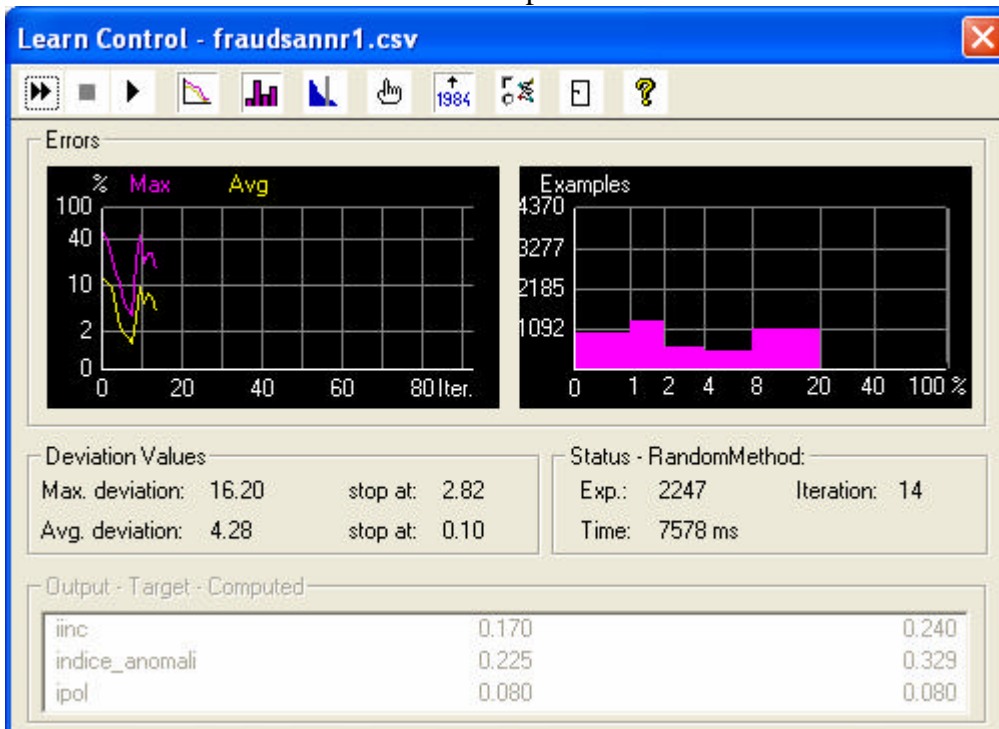 Learn Control - fraudsannr1.csv
1984
Errors
% Max Avg
100
40
10
2
0
0 20 40 60 80 Iter.
Examples
4370
3277
2185
1092
0 1 2 4 8 20 40 100 %
Deviation Values
Max. deviation: 16.20 stop at: 2.82
Avg. deviation: 4.28 stop at: 0.10
Status - RandomMethod:
Exp.: 2247 Iteration: 14
Time: 7578 ms
Output - Target - Computed
iinc 0.170 0.240
indice_anomali 0.225 0.329
ipol 0.080 0.080